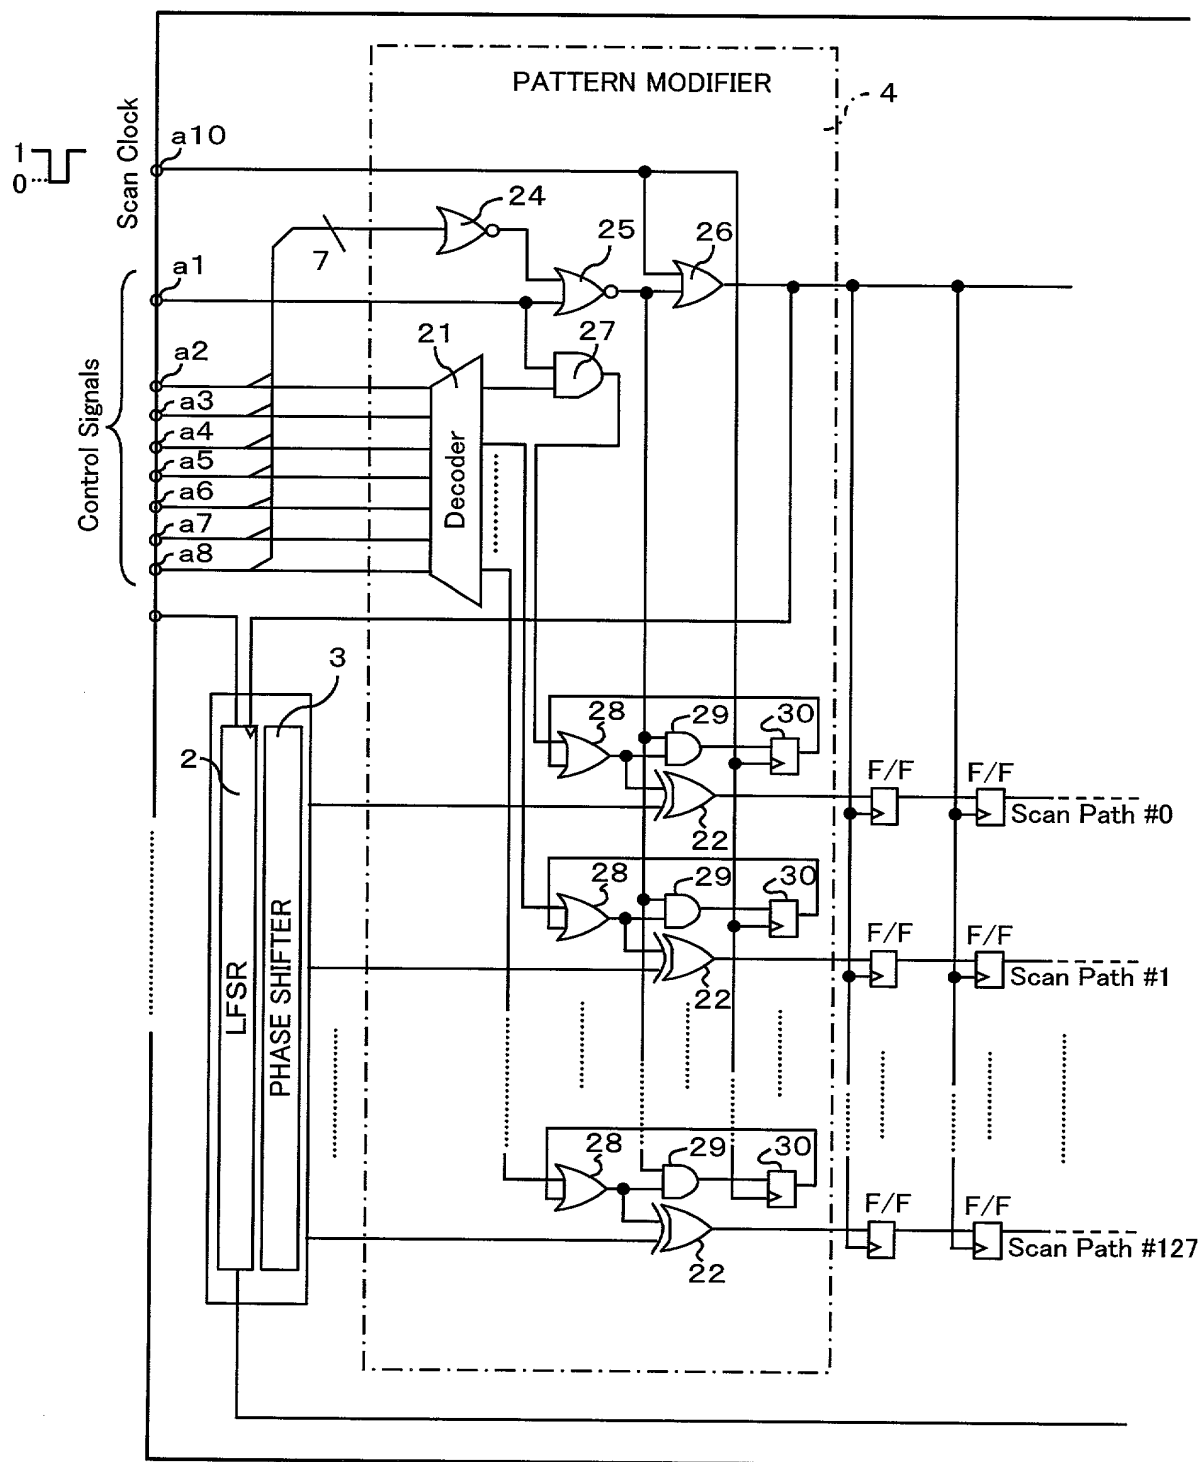 PATTERN MODIFIER
4
Scan Clock
a10
1
0
24
7
25
26
a1
27
21
a2
a3
a4
a5
a6
a7
a8
Control Signals
Decoder
3
2
LFSR
PHASE SHIFTER
28
29
30
22
F/F
F/F
Scan Path #0
28
29
30
22
F/F
F/F
Scan Path #1
28
29
30
22
F/F
F/F
Scan Path #127